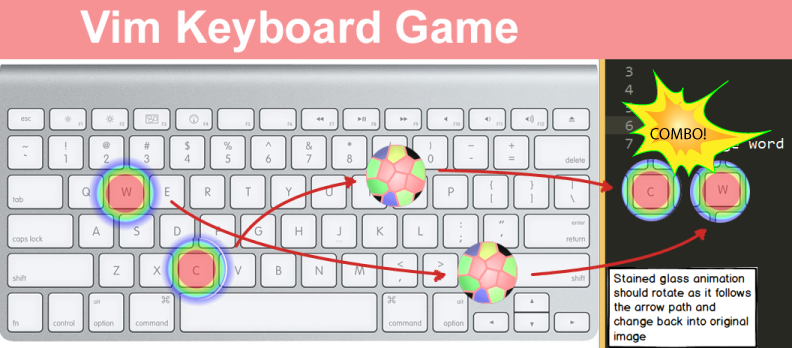 Vim Keyboard Game
esc F1 F2 F3 F4 F5 F6 F7 F8 F9 F10 F11 F12
~ ! @ # $ % ^ & * ) - +
1 2 3 4 5 6 7 8 0 = delete
tab Q W E R T Y U P { } |
[ ] \
caps lock A S D F G H J K L : " enter
; ' return
shift Z X C V B N M < > shift
,
fn control alt option ⌘ command ⌘ command alt option
3
4
5
6
7 word
COMBO!
C W
Stained glass animation
should rotate as it follows
the arrow path and
change back into original
image